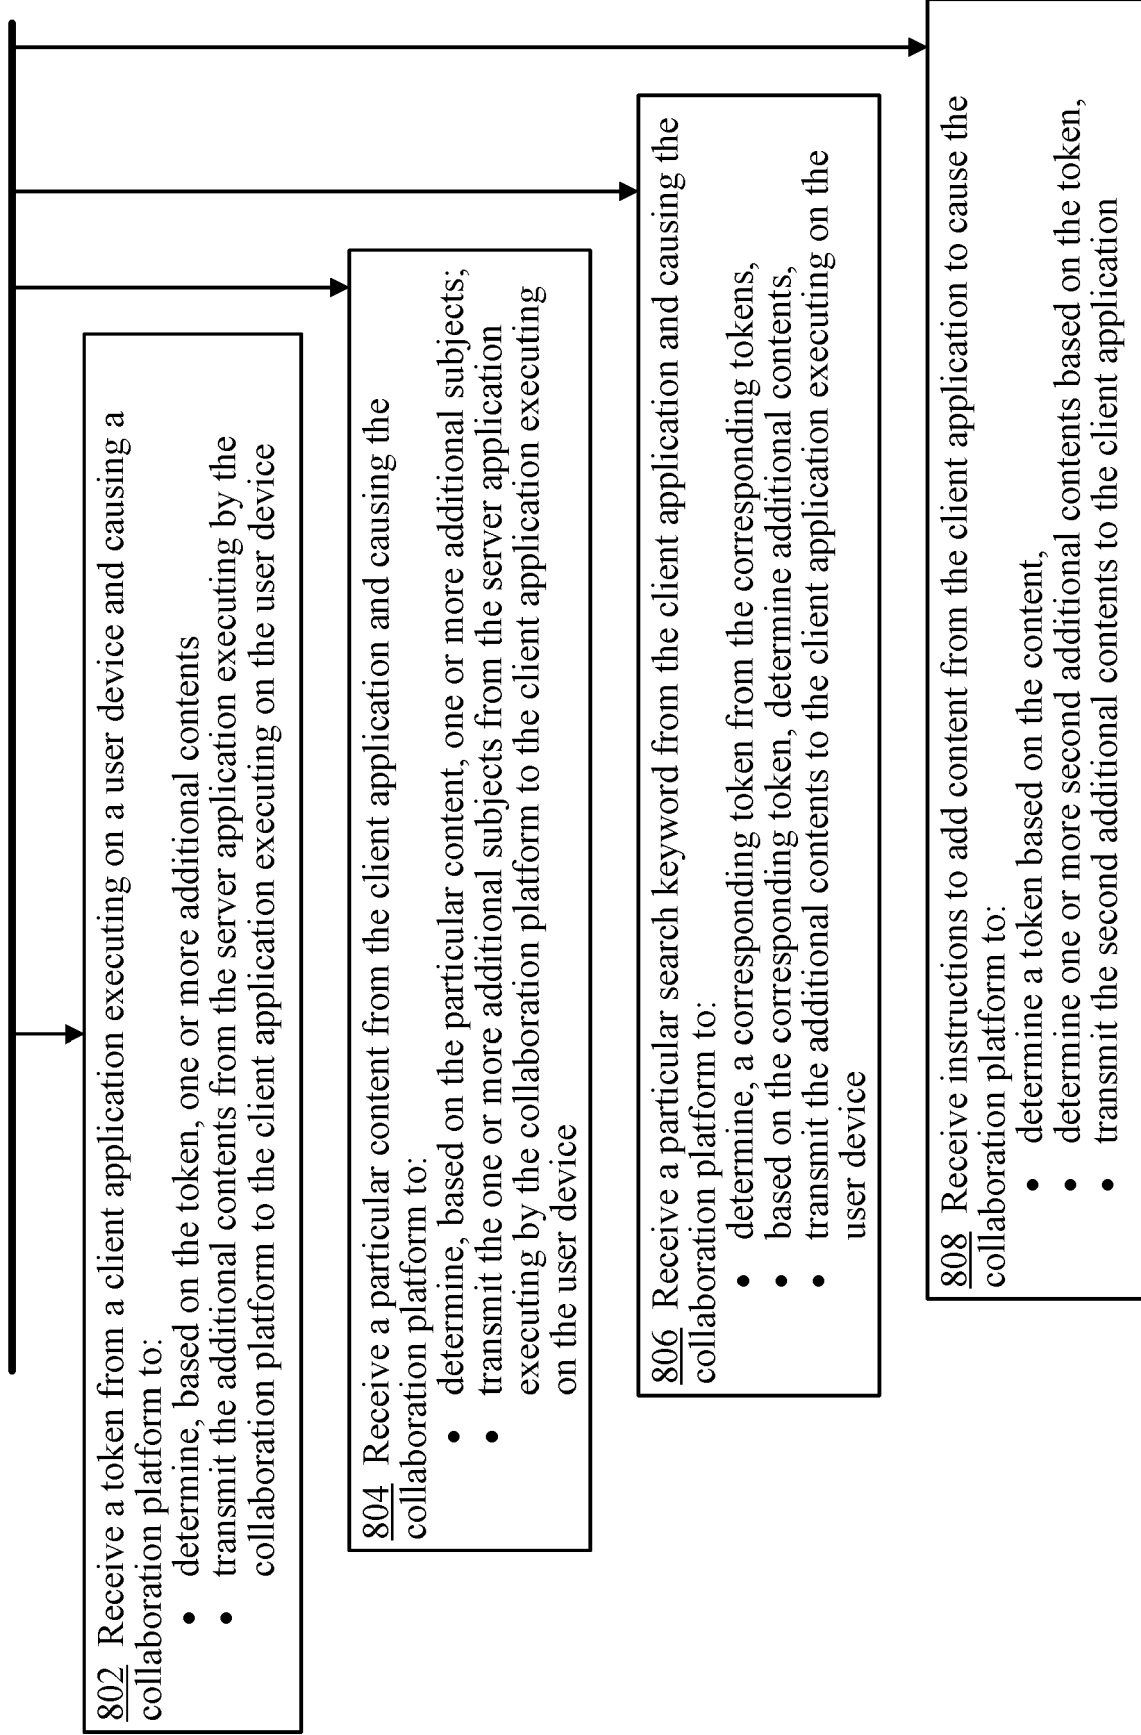 802 Receive a token from a client application executing on a user device and causing a
collaboration platform to:
• determine, based on the token, one or more additional contents
• transmit the additional contents from the server application executing by the
collaboration platform to the client application executing on the user device
804 Receive a particular content from the client application and causing the
collaboration platform to:
• determine, based on the particular content, one or more additional subjects;
• transmit the one or more additional subjects from the server application
executing by the collaboration platform to the client application executing
on the user device
806 Receive a particular search keyword from the client application and causing the
collaboration platform to:
• determine, a corresponding token from the corresponding tokens,
• based on the corresponding token, determine additional contents,
• transmit the additional contents to the client application executing on the
user device
808 Receive instructions to add content from the client application to cause the
collaboration platform to:
• determine a token based on the content,
• determine one or more second additional contents based on the token,
• transmit the second additional contents to the client application